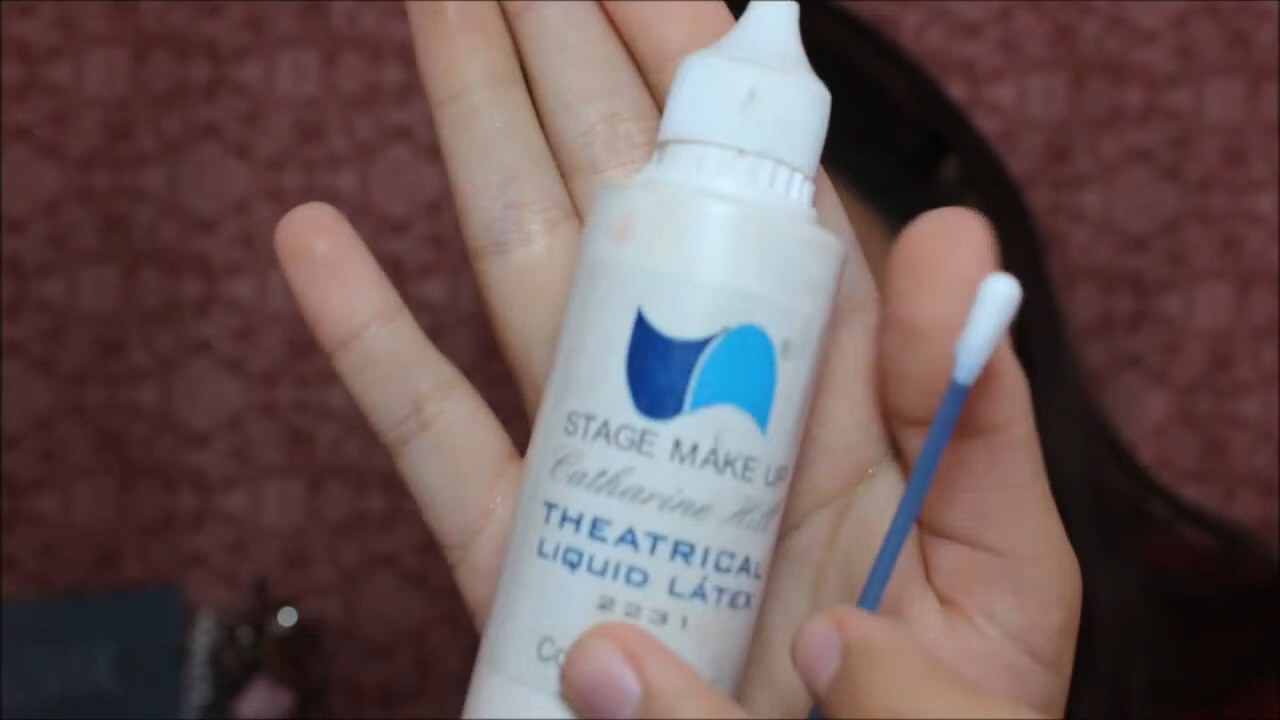 STAGE MAKE UP
Catharine Hill
THEATRICAL
LIQUID LÁTEX
2231